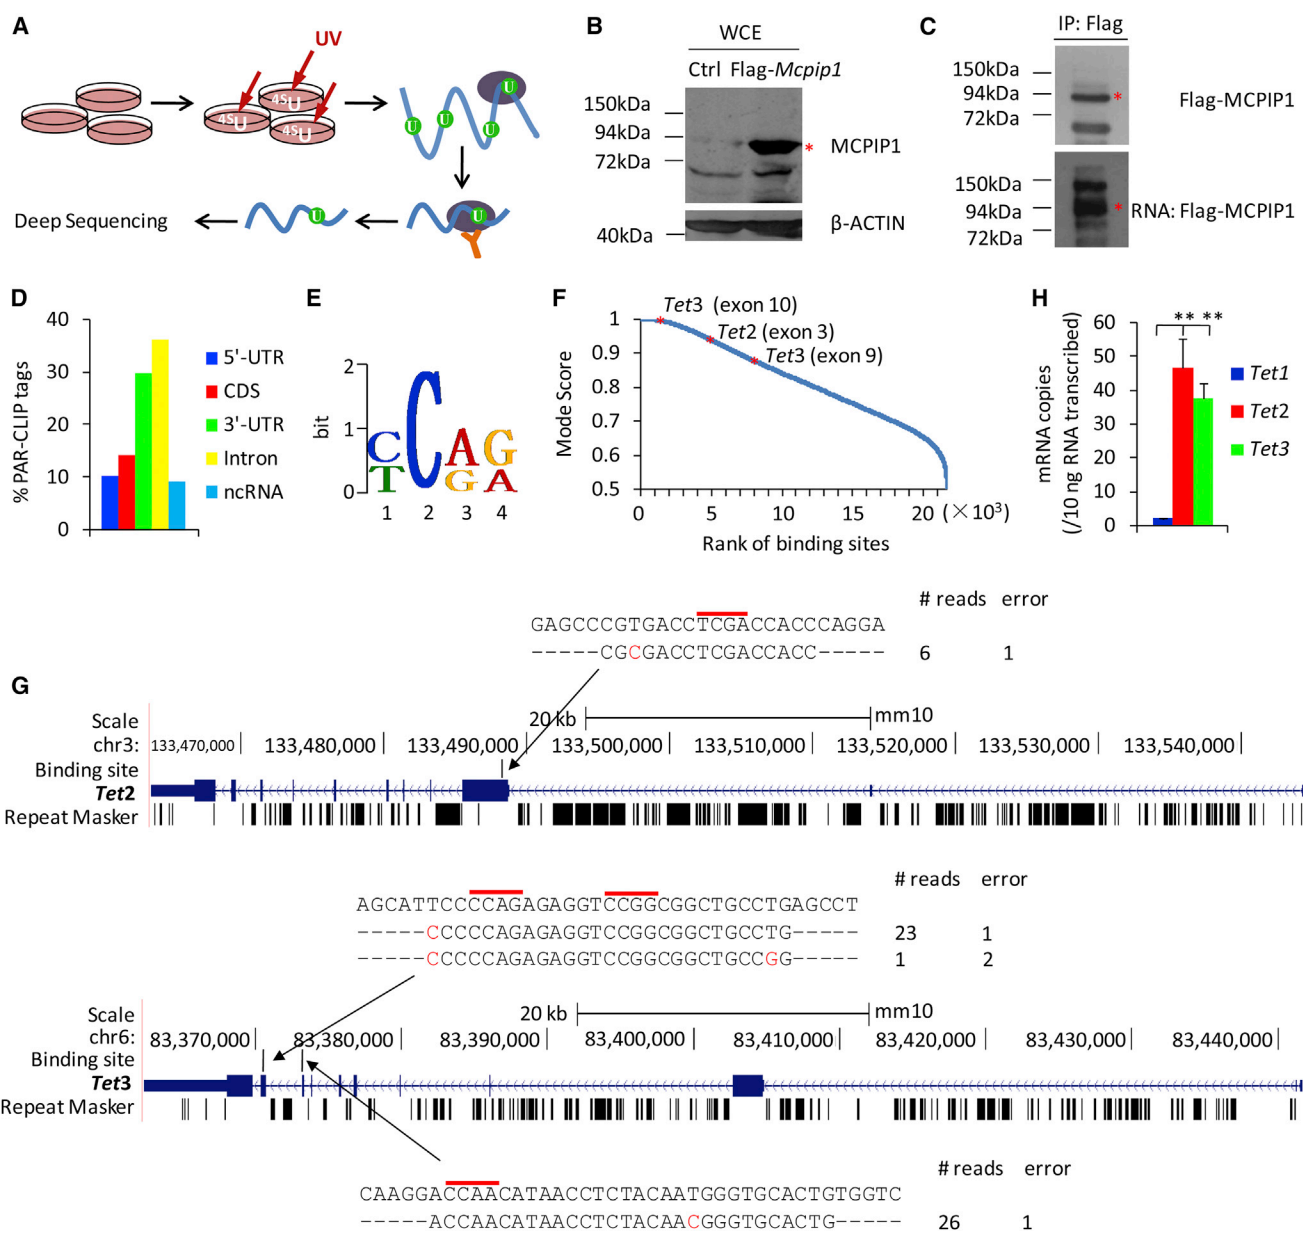 A
UV
4SU
4SU
4SU
U
U
U
U
U
U
Deep Sequencing
B
WCE
Ctrl Flag-Mcpip1
150kDa
94kDa
72kDa
40kDa
*
MCPIP1
β-ACTIN
C
IP: Flag
150kDa
94kDa
72kDa
*
Flag-MCPIP1
150kDa
94kDa
72kDa
*
RNA: Flag-MCPIP1
D
% PAR-CLIP tags
40
30
20
10
0
5'-UTR
CDS
3'-UTR
Intron
ncRNA
E
bit
2
1
0
C
T
C
A
G
G
A
1 2 3 4
F
Mode Score
1
0.9
0.8
0.7
0.6
0.5
* Tet3 (exon 10)
* Tet2 (exon 3)
* Tet3 (exon 9)
0 5 10 15 20 (×10³)
Rank of binding sites
H
mRNA copies
(/10 ng RNA transcribed)
60
50
40
30
20
10
0
** **
Tet1
Tet2
Tet3
G
# reads error
GAGCCCGTGACCTCGACCACCCAGGA
-----CGCGACCTCGACCACC----- 6 1
Scale 20 kb mm10
chr3: 133,470,000 133,480,000 133,490,000 133,500,000 133,510,000 133,520,000 133,530,000 133,540,000
Binding site
Tet2
Repeat Masker
# reads error
AGCATTCCCCCAGAGAGGTCCGGCGGCTGCCTGAGCCT
-----CCCCCCAGAGAGGTCCGGCGGCTGCCTG----- 23 1
-----CCCCCCAGAGAGGTCCGGCGGCTGCCGG----- 1 2
Scale 20 kb mm10
chr6: 83,370,000 83,380,000 83,390,000 83,400,000 83,410,000 83,420,000 83,430,000 83,440,000
Binding site
Tet3
Repeat Masker
# reads error
CAAGGACCAACATAACCTCTACAATGGGTGCACTGTGGTC
-----ACCAACATAACCTCTACAACGGGTGCACTG----- 26 1